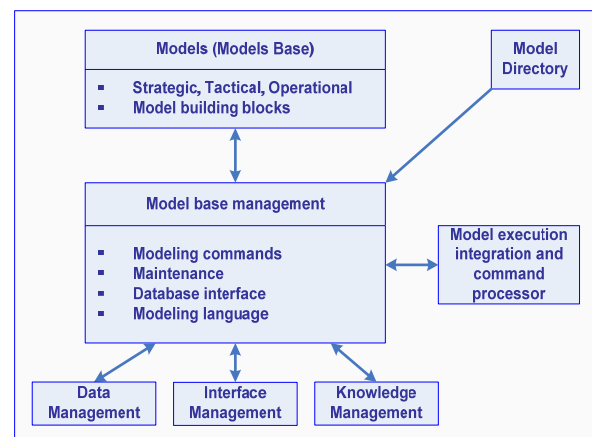 Models (Models Base)
▪ Strategic, Tactical, Operational
▪ Model building blocks
Model
Directory
Model base management
▪ Modeling commands
▪ Maintenance
▪ Database interface
▪ Modeling language
Model execution
integration and
command
processor
Data
Management
Interface
Management
Knowledge
Management